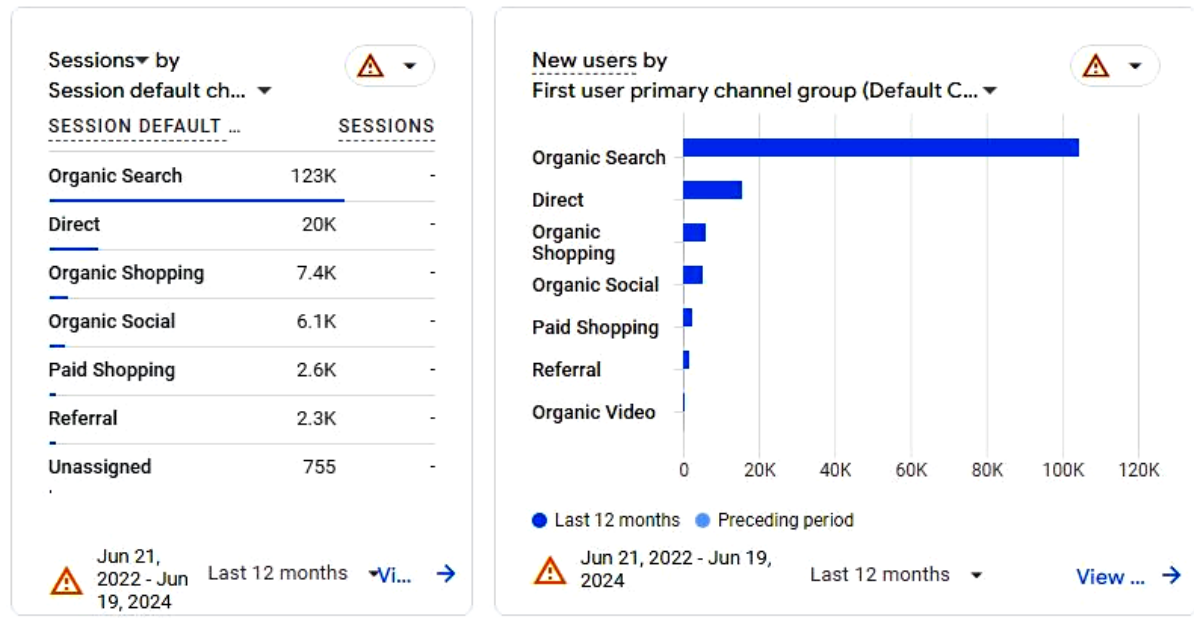 Sessions by
Session default ch...
SESSION DEFAULT ... SESSIONS
Organic Search 123K -
Direct 20K -
Organic Shopping 7.4K -
Organic Social 6.1K -
Paid Shopping 2.6K -
Referral 2.3K -
Unassigned 755 -
Jun 21,
2022 - Jun
19, 2024
Last 12 months
Vi...
New users by
First user primary channel group (Default C...
Organic Search
Direct
Organic
Shopping
Organic Social
Paid Shopping
Referral
Organic Video
0 20K 40K 60K 80K 100K 120K
Last 12 months Preceding period
Jun 21, 2022 - Jun 19,
2024
Last 12 months
View ...